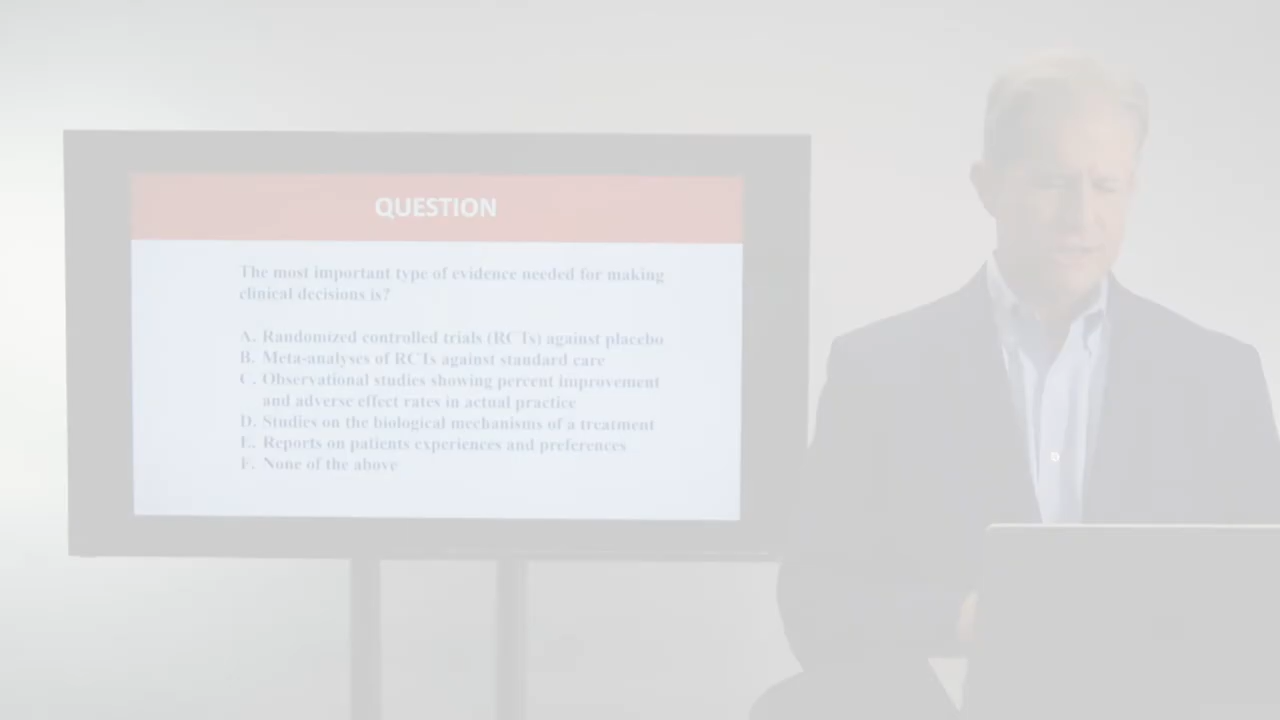 QUESTION
The most important type of evidence needed for making
clinical decisions is?
A. Randomized controlled trials (RCTs) against placebo
B. Meta-analyses of RCTs against standard care
C. Observational studies showing percent improvement
and adverse effect rates in actual practice
D. Studies on the biological mechanisms of a treatment
E. Reports on patients experiences and preferences
F. None of the above